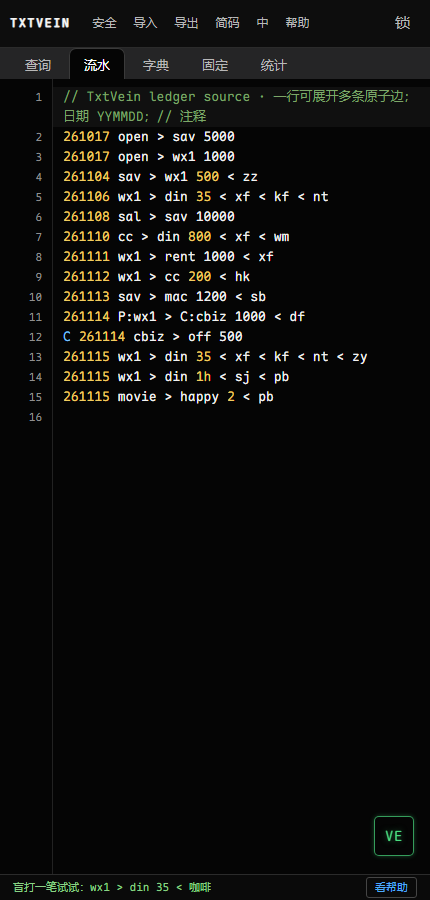 TXTVEIN 安全 导入 导出 简码 中 帮助 锁
查询 流水 字典 固定 统计
1 // TxtVein ledger source · 一行可展开多条原子边;
日期 YYMMDD; // 注释
2 261017 open > sav 5000
3 261017 open > wx1 1000
4 261104 sav > wx1 500 < zz
5 261106 wx1 > din 35 < xf < kf < nt
6 261108 sal > sav 10000
7 261110 cc > din 800 < xf < wm
8 261111 wx1 > rent 1000 < xf
9 261112 wx1 > cc 200 < hk
10 261113 sav > mac 1200 < sb
11 261114 P:wx1 > C:cbiz 1000 < df
12 C 261114 cbiz > off 500
13 261115 wx1 > din 35 < xf < kf < nt < zy
14 261115 wx1 > din 1h < sj < pb
15 261115 movie > happy 2 < pb
16
VE
盲打一笔试试: wx1 > din 35 < 咖啡 看帮助